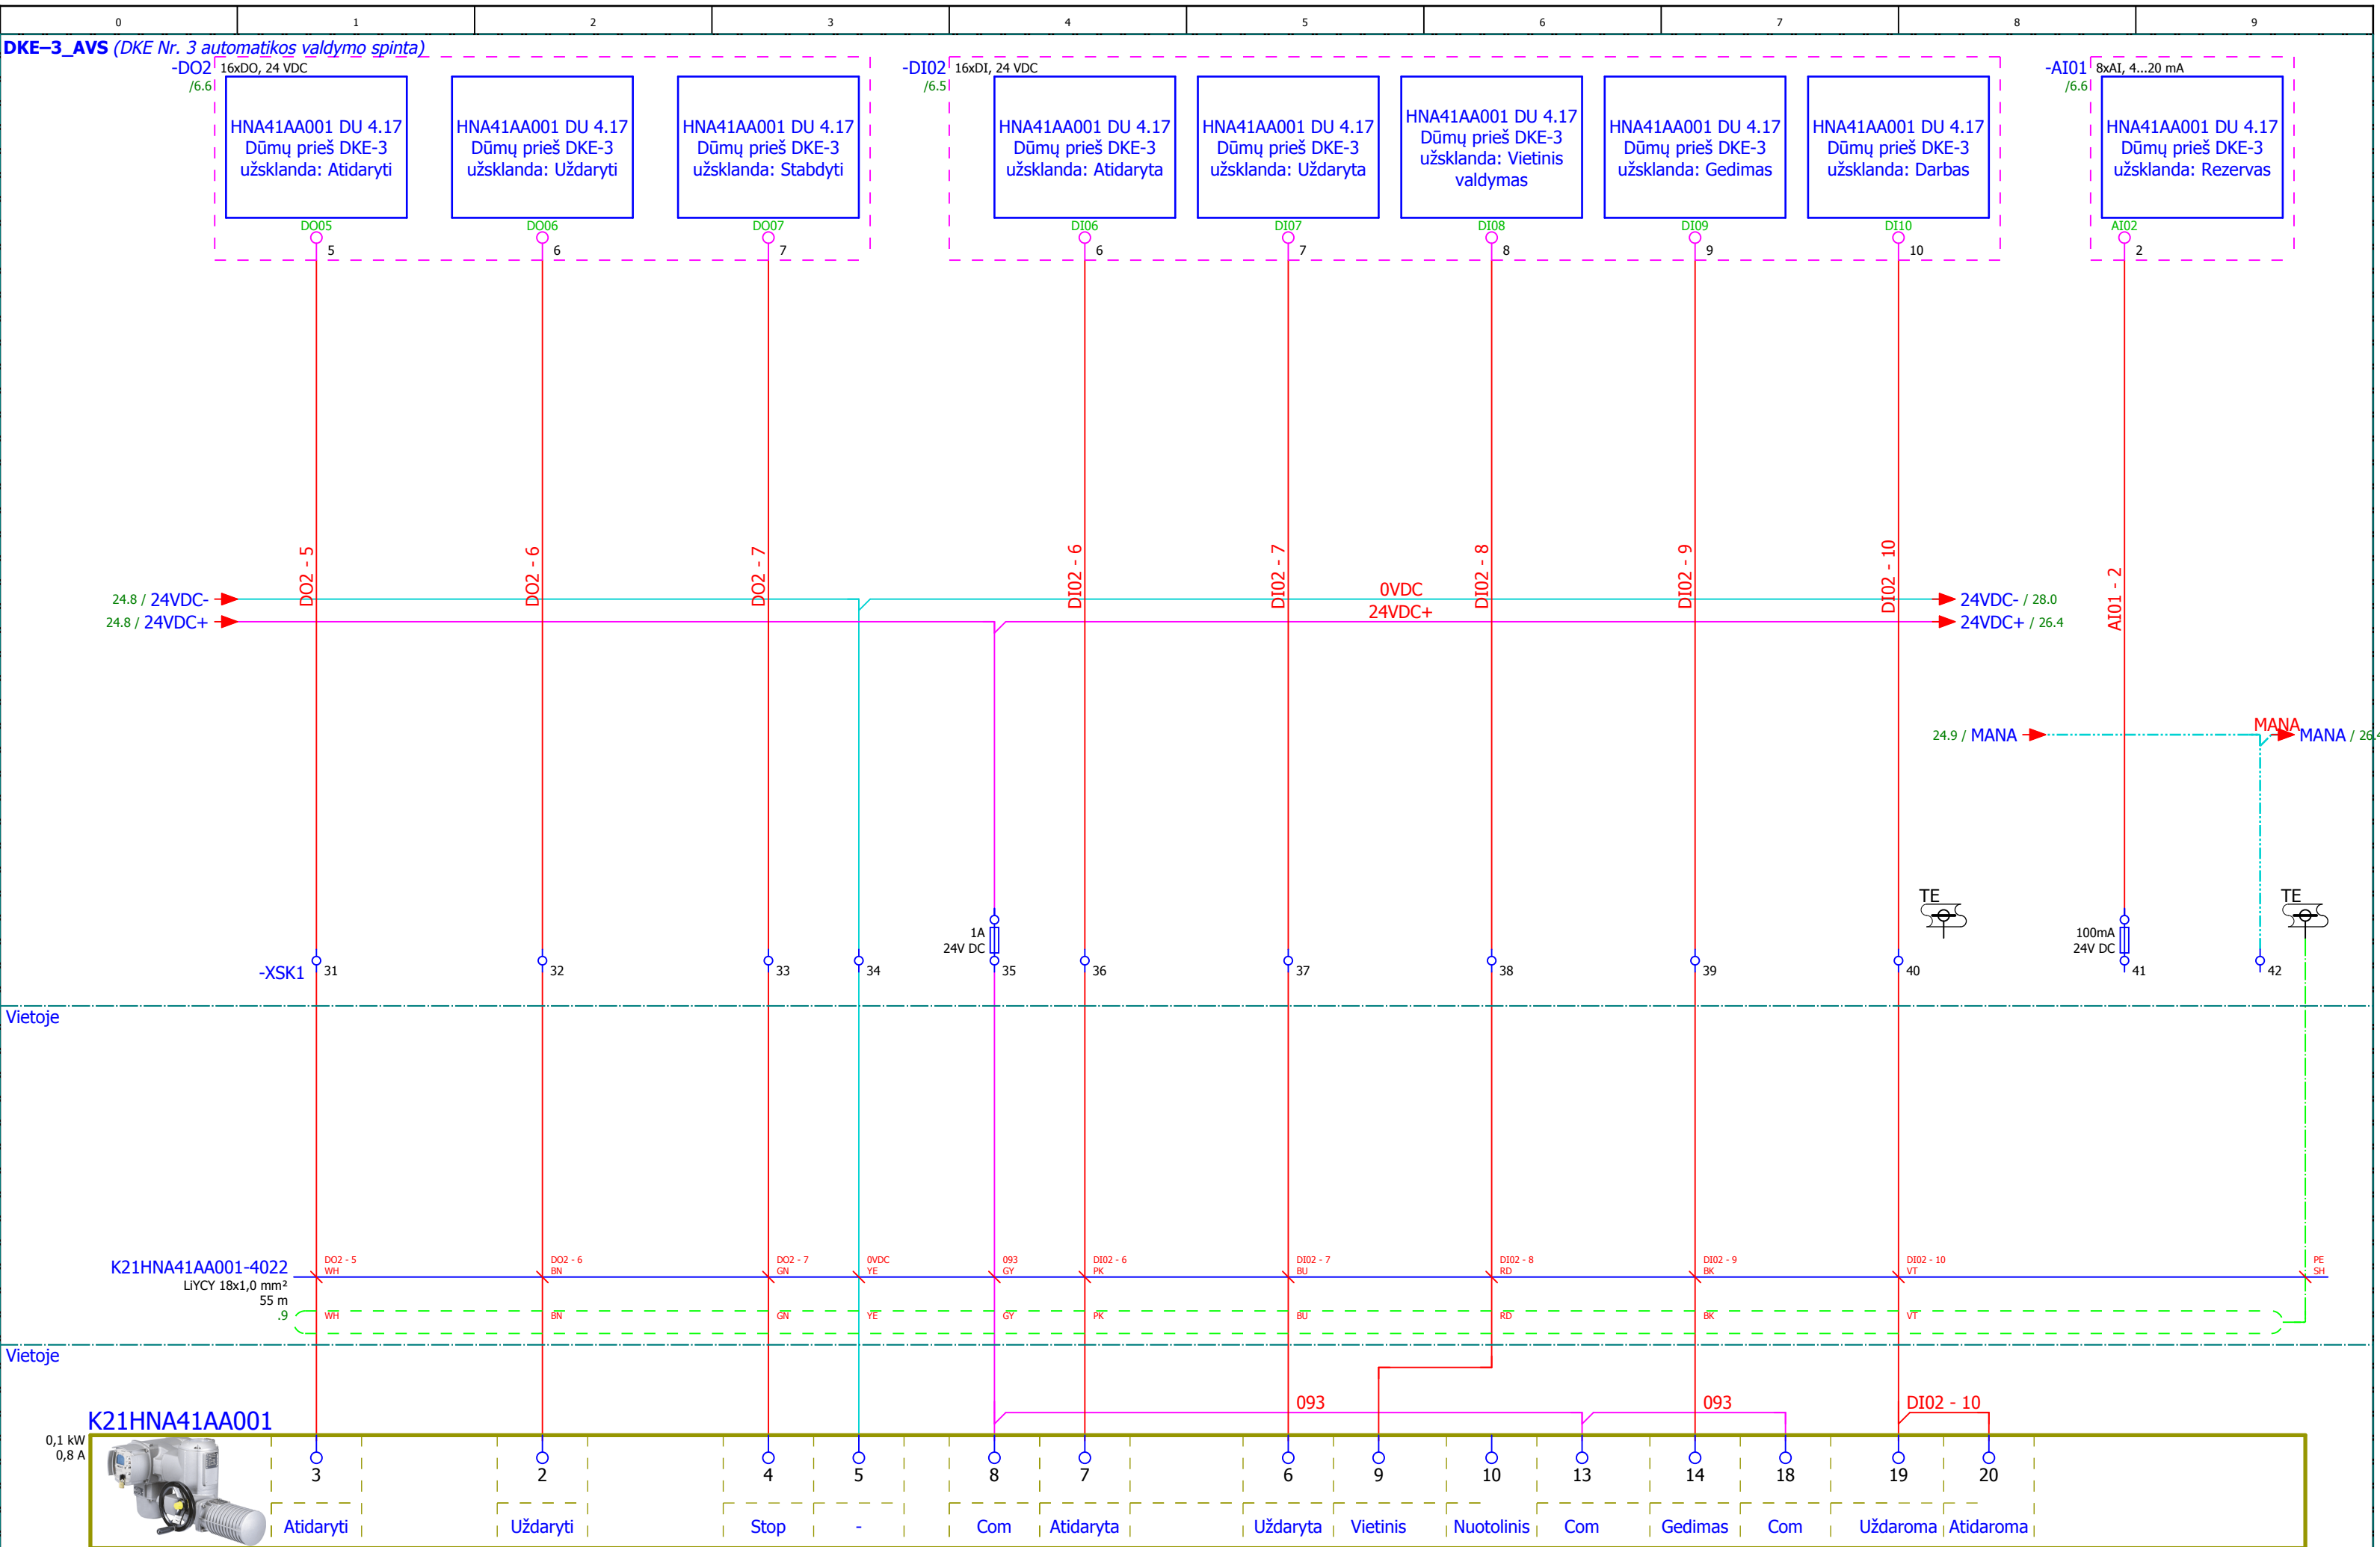 0 1 2 3 4 5 6 7 8 9
DKE–3_AVS (DKE Nr. 3 automatikos valdymo spinta)
-DO2 16xDO, 24 VDC
/6.6
HNA41AA001 DU 4.17
Dūmų prieš DKE-3
užsklanda: Atidaryti
DO05
5
HNA41AA001 DU 4.17
Dūmų prieš DKE-3
užsklanda: Uždaryti
DO06
6
HNA41AA001 DU 4.17
Dūmų prieš DKE-3
užsklanda: Stabdyti
DO07
7
-DI02 16xDI, 24 VDC
/6.5
HNA41AA001 DU 4.17
Dūmų prieš DKE-3
užsklanda: Atidaryta
DI06
6
HNA41AA001 DU 4.17
Dūmų prieš DKE-3
užsklanda: Uždaryta
DI07
7
HNA41AA001 DU 4.17
Dūmų prieš DKE-3
užsklanda: Vietinis
valdymas
DI08
8
HNA41AA001 DU 4.17
Dūmų prieš DKE-3
užsklanda: Gedimas
DI09
9
HNA41AA001 DU 4.17
Dūmų prieš DKE-3
užsklanda: Darbas
DI10
10
-AI01 8xAI, 4...20 mA
/6.6
HNA41AA001 DU 4.17
Dūmų prieš DKE-3
užsklanda: Rezervas
AI02
2
DO2 - 5
DO2 - 6
DO2 - 7
DI02 - 6
DI02 - 7
DI02 - 8
DI02 - 9
DI02 - 10
AI01 - 2
24.8 / 24VDC-
0VDC
24VDC- / 28.0
24.8 / 24VDC+
24VDC+
24VDC+ / 26.4
24.9 / MANA
MANA
MANA / 26.4
TE
TE
1A
24V DC
100mA
24V DC
-XSK1 31 32 33 34 35 36 37 38 39 40 41 42
Vietoje
K21HNA41AA001-4022
LiYCY 18x1,0 mm²
55 m
.9
DO2 - 5 DO2 - 6 DO2 - 7 0VDC 093 DI02 - 6 DI02 - 7 DI02 - 8 DI02 - 9 DI02 - 10 PE
WH BN GN YE GY PK BU RD BK VT SH
WH BN GN YE GY PK BU RD BK VT
Vietoje
093 093 DI02 - 10
K21HNA41AA001
0,1 kW
0,8 A
3 2 4 5 8 7 6 9 10 13 14 18 19 20
Atidaryti Uždaryti Stop - Com Atidaryta Uždaryta Vietinis Nuotolinis Com Gedimas Com Uždaroma Atidaroma